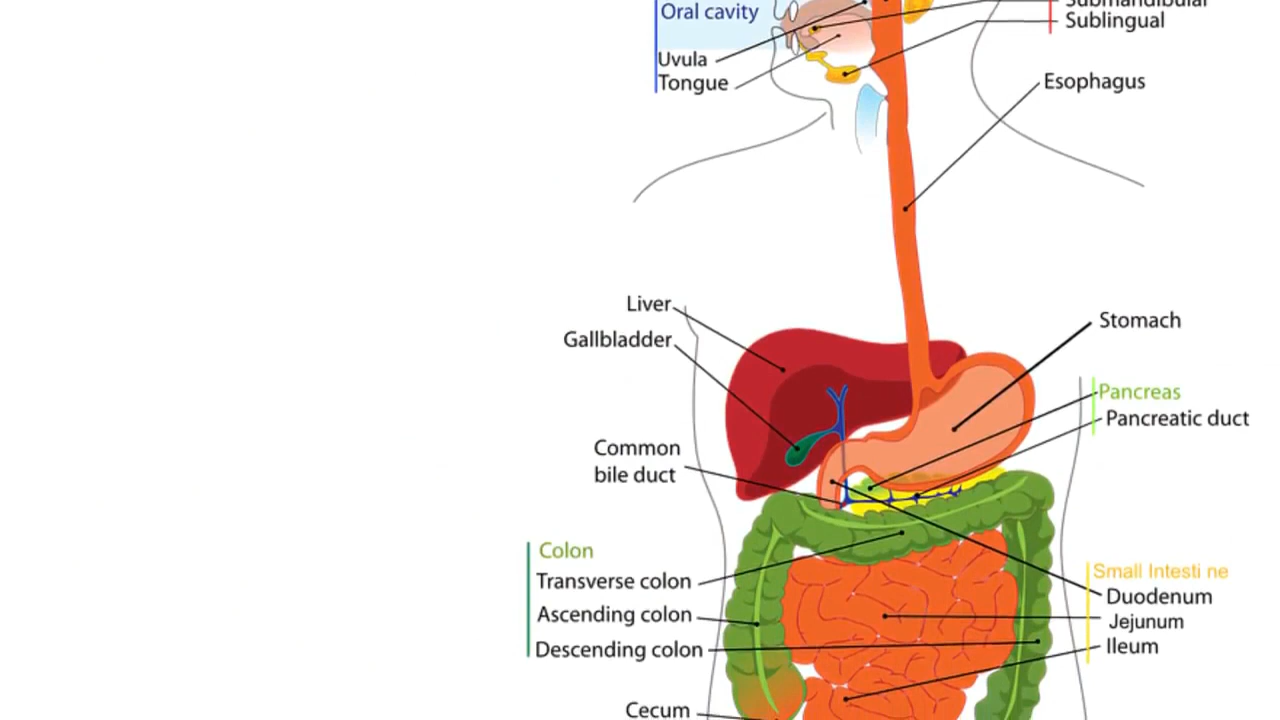 Oral cavity
Submandibular
Sublingual
Uvula
Tongue
Esophagus
Liver
Gallbladder
Stomach
Pancreas
Pancreatic duct
Common
bile duct
Colon
Transverse colon
Ascending colon
Descending colon
Small Intesti ne
Duodenum
Jejunum
Ileum
Cecum